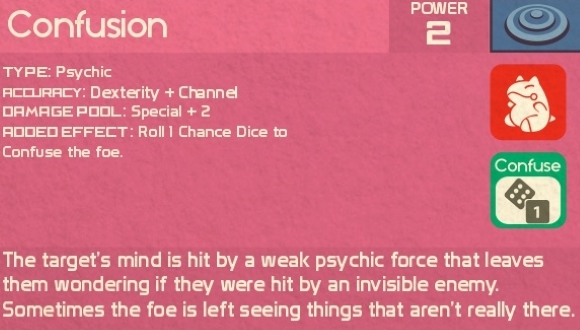 Confusion
POWER
2
TYPE: Psychic
ACCURACY: Dexterity + Channel
DAMAGE POOL: Special + 2
ADDED EFFECT: Roll 1 Chance Dice to
Confuse the foe.
Confuse
1
The target's mind is hit by a weak psychic force that leaves
them wondering if they were hit by an invisible enemy.
Sometimes the foe is left seeing things that aren't really there.